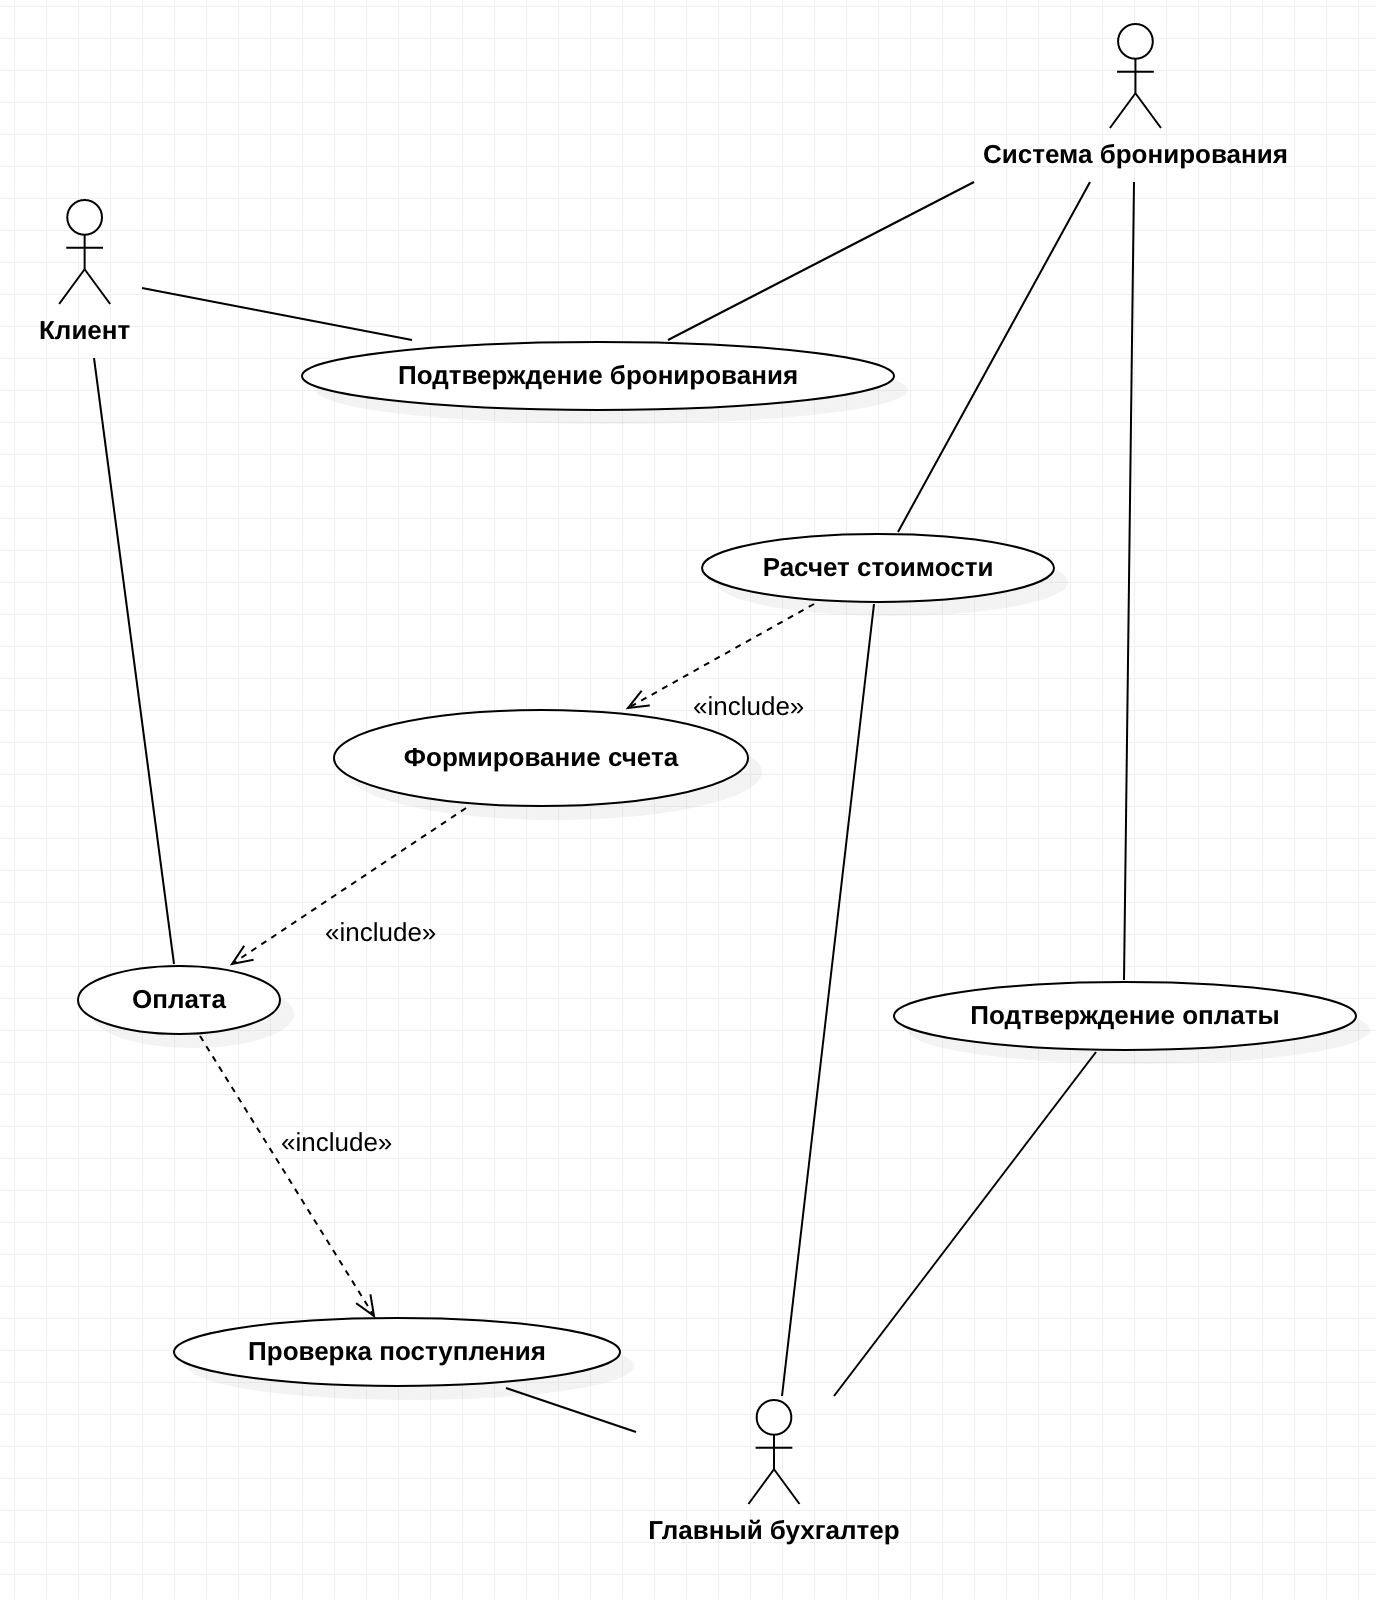 Система бронирования
Клиент
Подтверждение бронирования
Расчет стоимости
«include»
Формирование счета
«include»
Оплата
Подтверждение оплаты
«include»
Проверка поступления
Главный бухгалтер